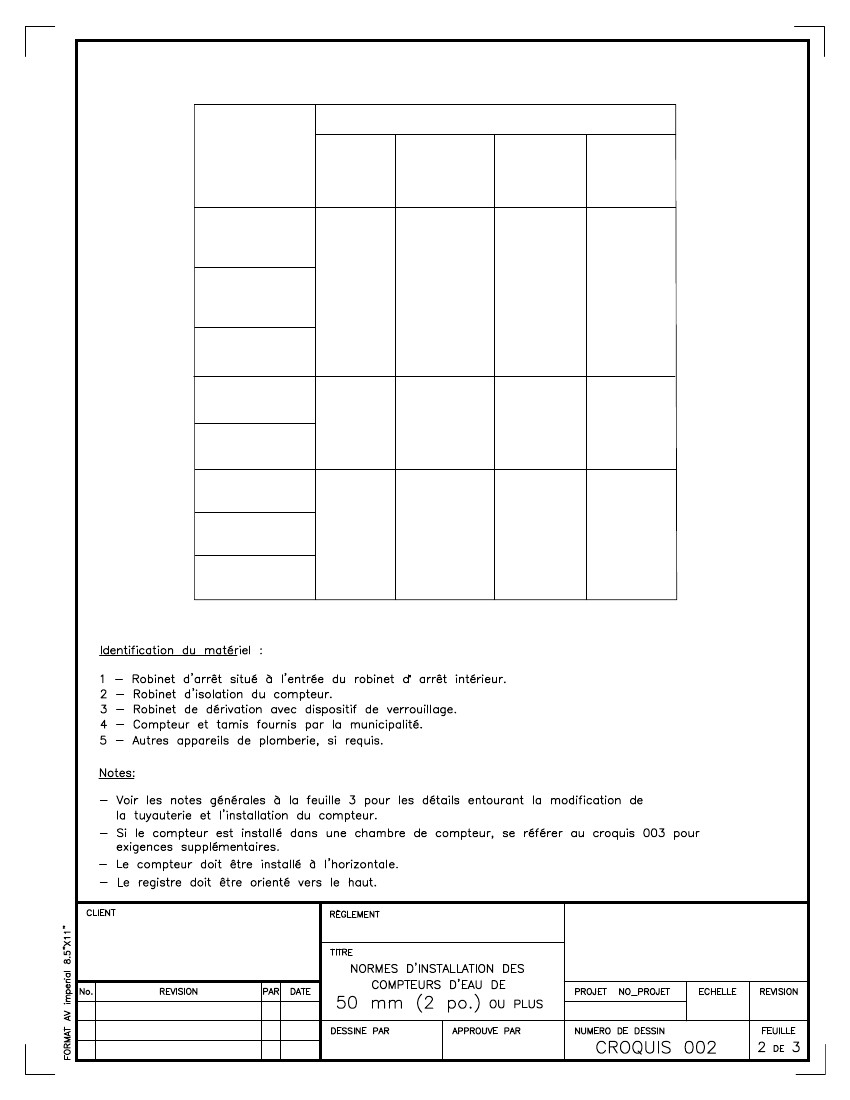 Identification du matériel :
1 – Robinet d'arrêt situé à l'entrée du robinet d' arrêt intérieur.
2 – Robinet d'isolation du compteur.
3 – Robinet de dérivation avec dispositif de verrouillage.
4 – Compteur et tamis fournis par la municipalité.
5 – Autres appareils de plomberie, si requis.
Notes:
– Voir les notes générales à la feuille 3 pour les détails entourant la modification de
la tuyauterie et l'installation du compteur.
– Si le compteur est installé dans une chambre de compteur, se référer au croquis 003 pour
exigences supplémentaires.
– Le compteur doit être installé à l'horizontale.
– Le registre doit être orienté vers le haut.
FORMAT AV imperial 8.5"X11"
CLIENT
No. REVISION PAR DATE
RÈGLEMENT
TITRE
NORMES D'INSTALLATION DES
COMPTEURS D'EAU DE
50 mm (2 po.) OU PLUS
DESSINE PAR APPROUVE PAR
PROJET NO_PROJET ECHELLE REVISION
NUMERO DE DESSIN FEUILLE
CROQUIS 002 2 DE 3